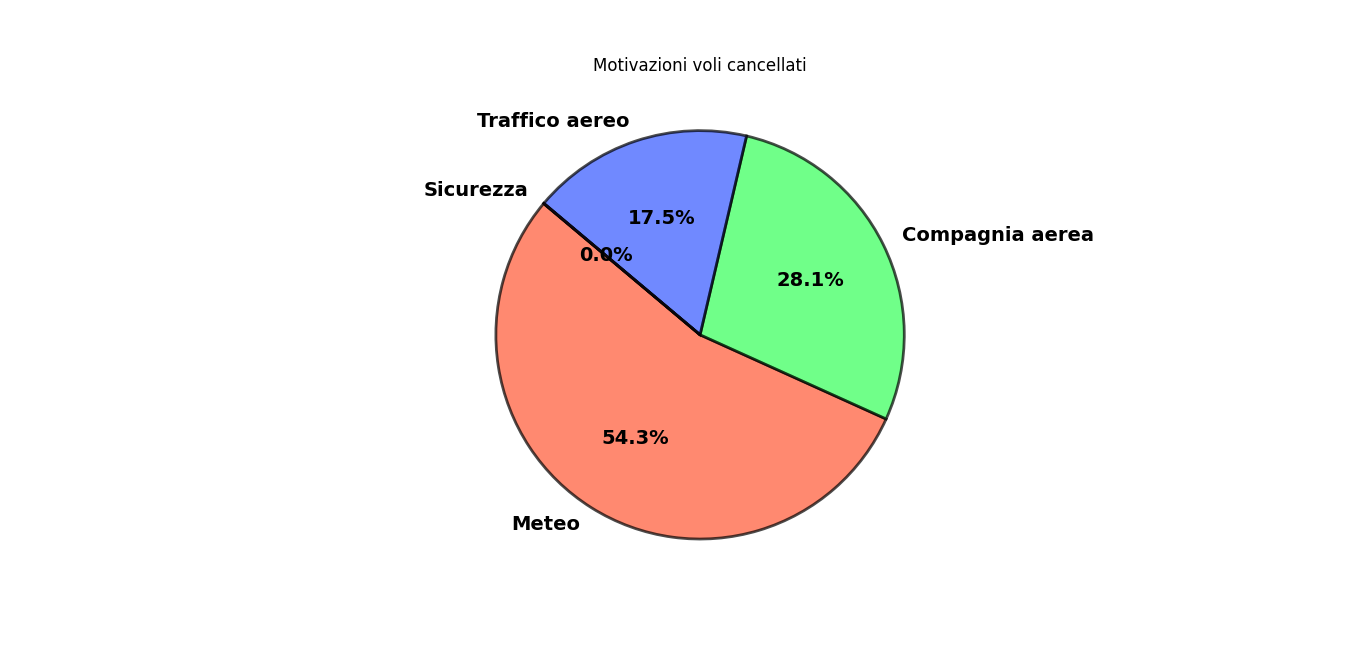 Motivazioni voli cancellati
Traffico aereo
Sicurezza
17.5%
Compagnia aerea
0.0%
28.1%
54.3%
Meteo